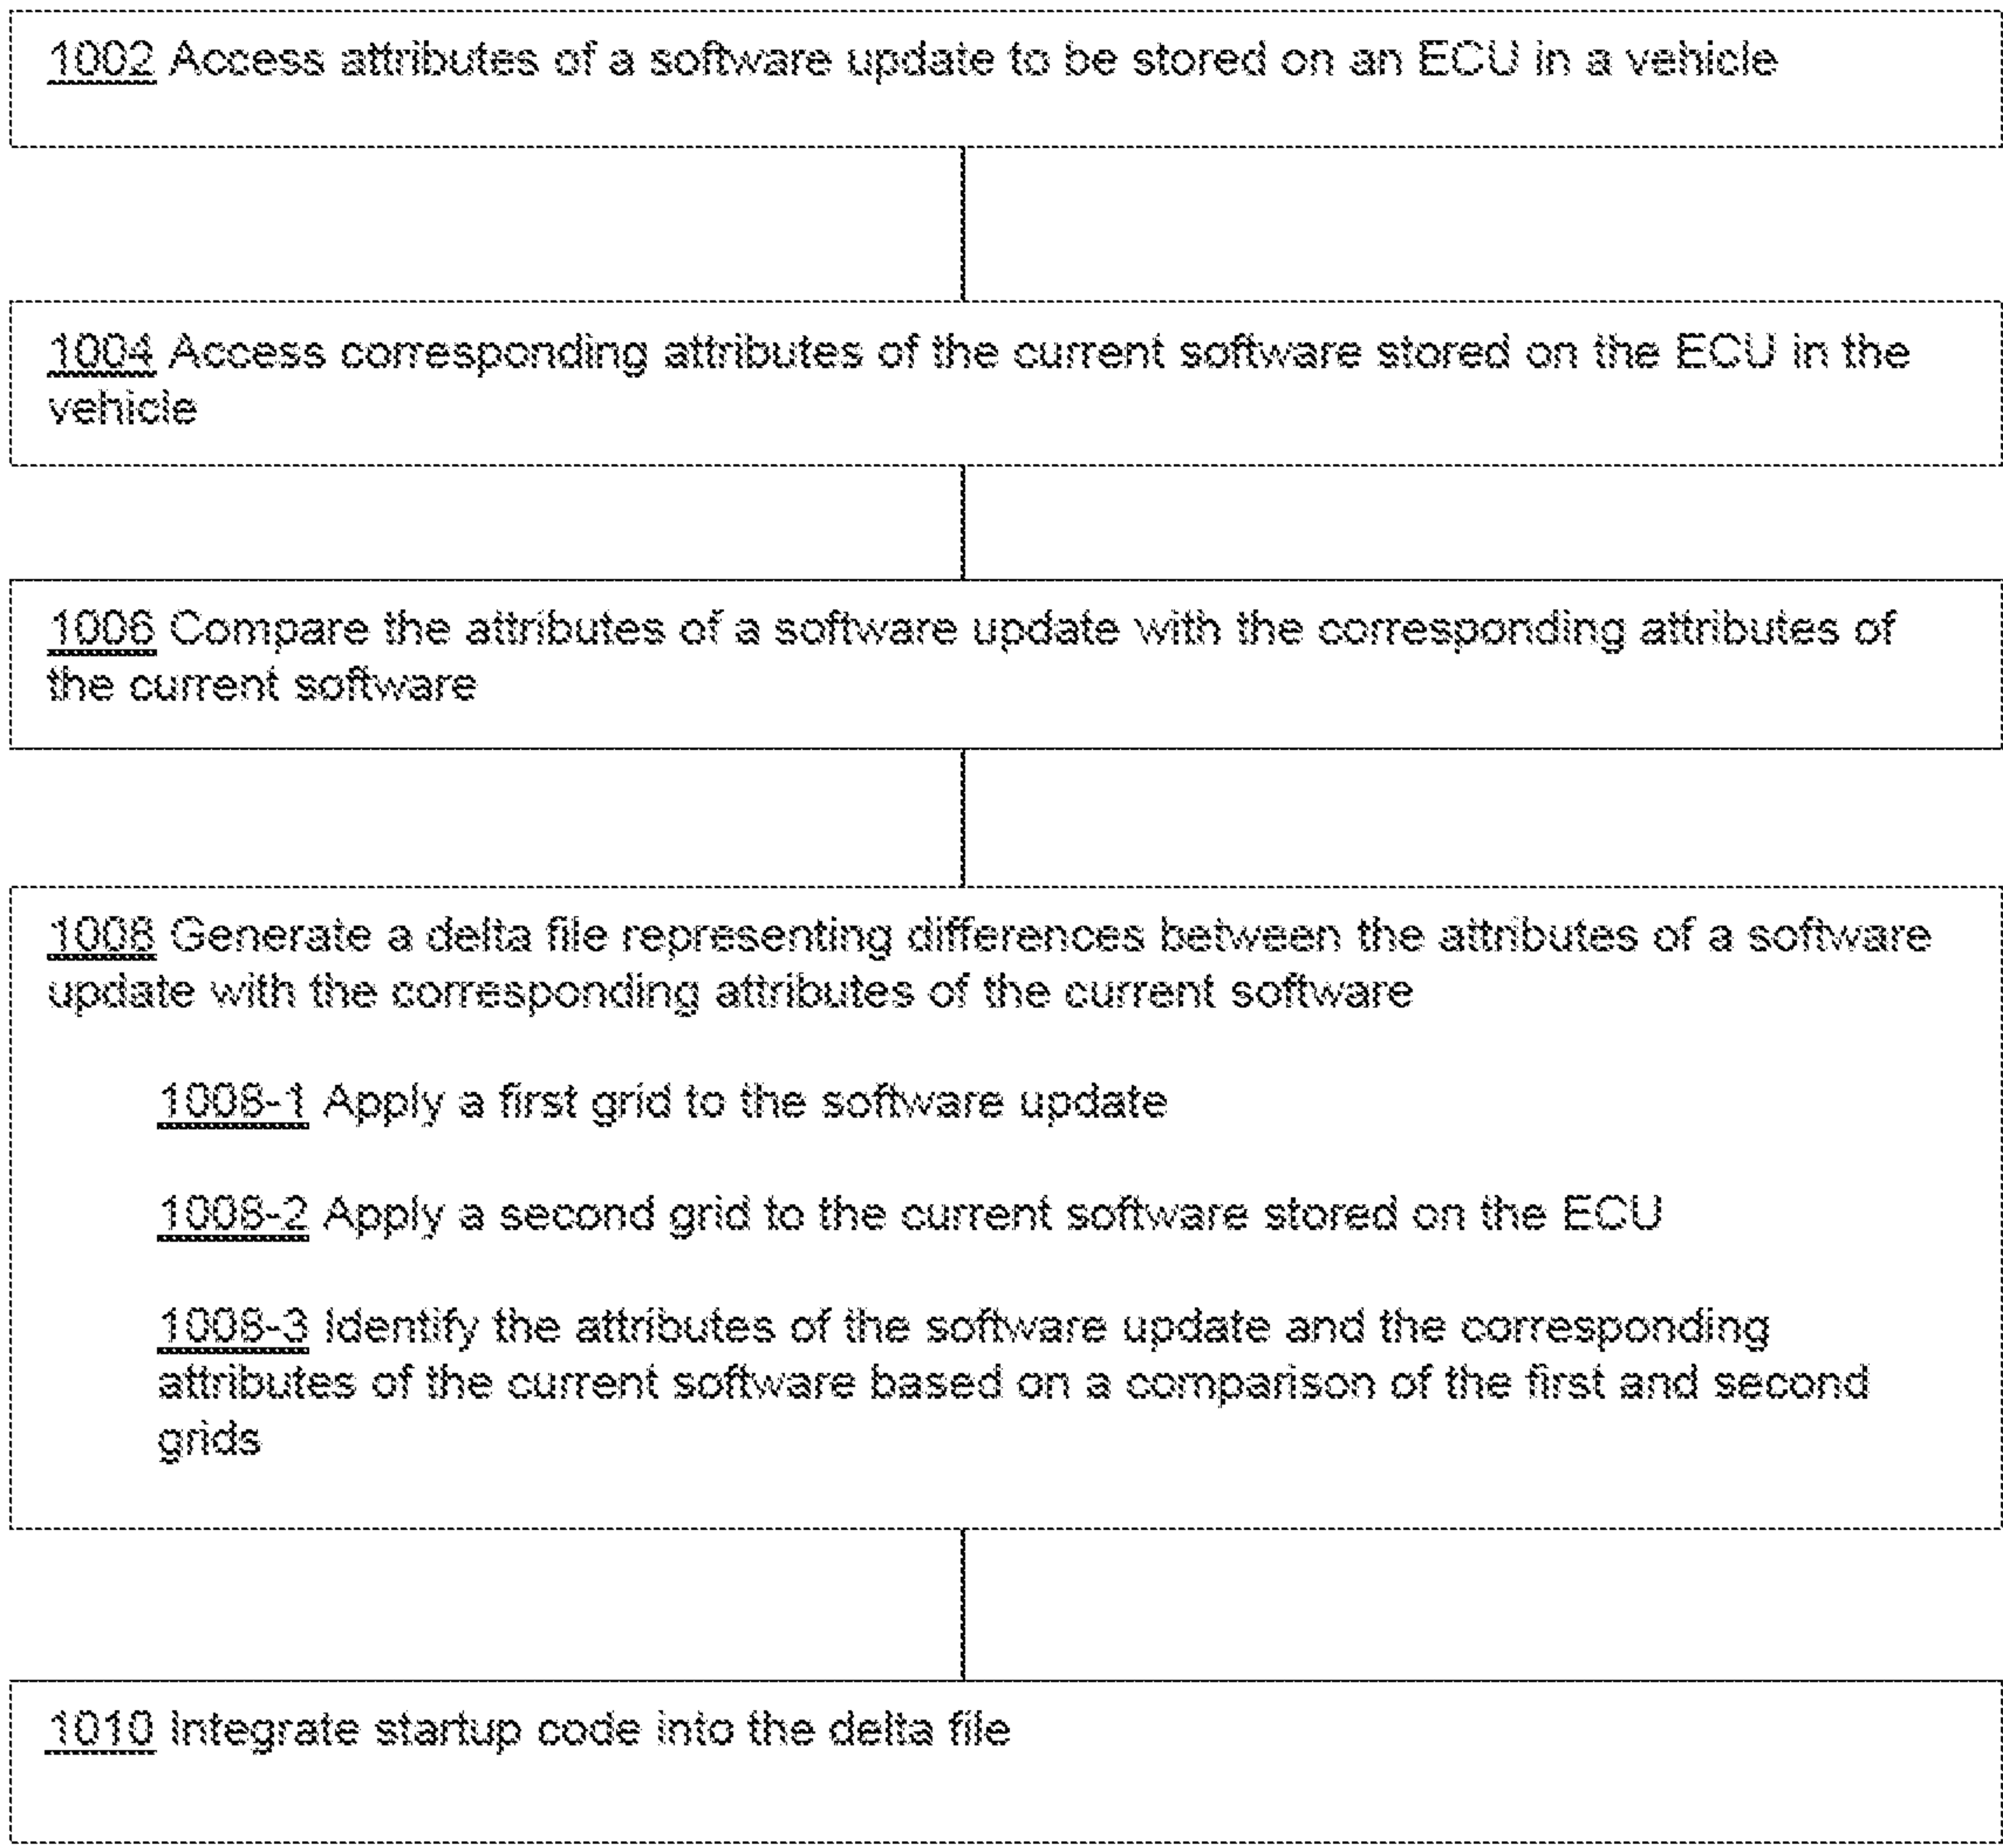 1002 Access attributes of a software update to be stored on an ECU in a vehicle
1004 Access corresponding attributes of the current software stored on the ECU in the
vehicle
1006 Compare the attributes of a software update with the corresponding attributes of
the current software
1008 Generate a delta file representing differences between the attributes of a software
update with the corresponding attributes of the current software
1008-1 Apply a first grid to the software update
1008-2 Apply a second grid to the current software stored on the ECU
1008-3 Identify the attributes of the software update and the corresponding
attributes of the current software based on a comparison of the first and second
grids
1010 Integrate startup code into the delta file